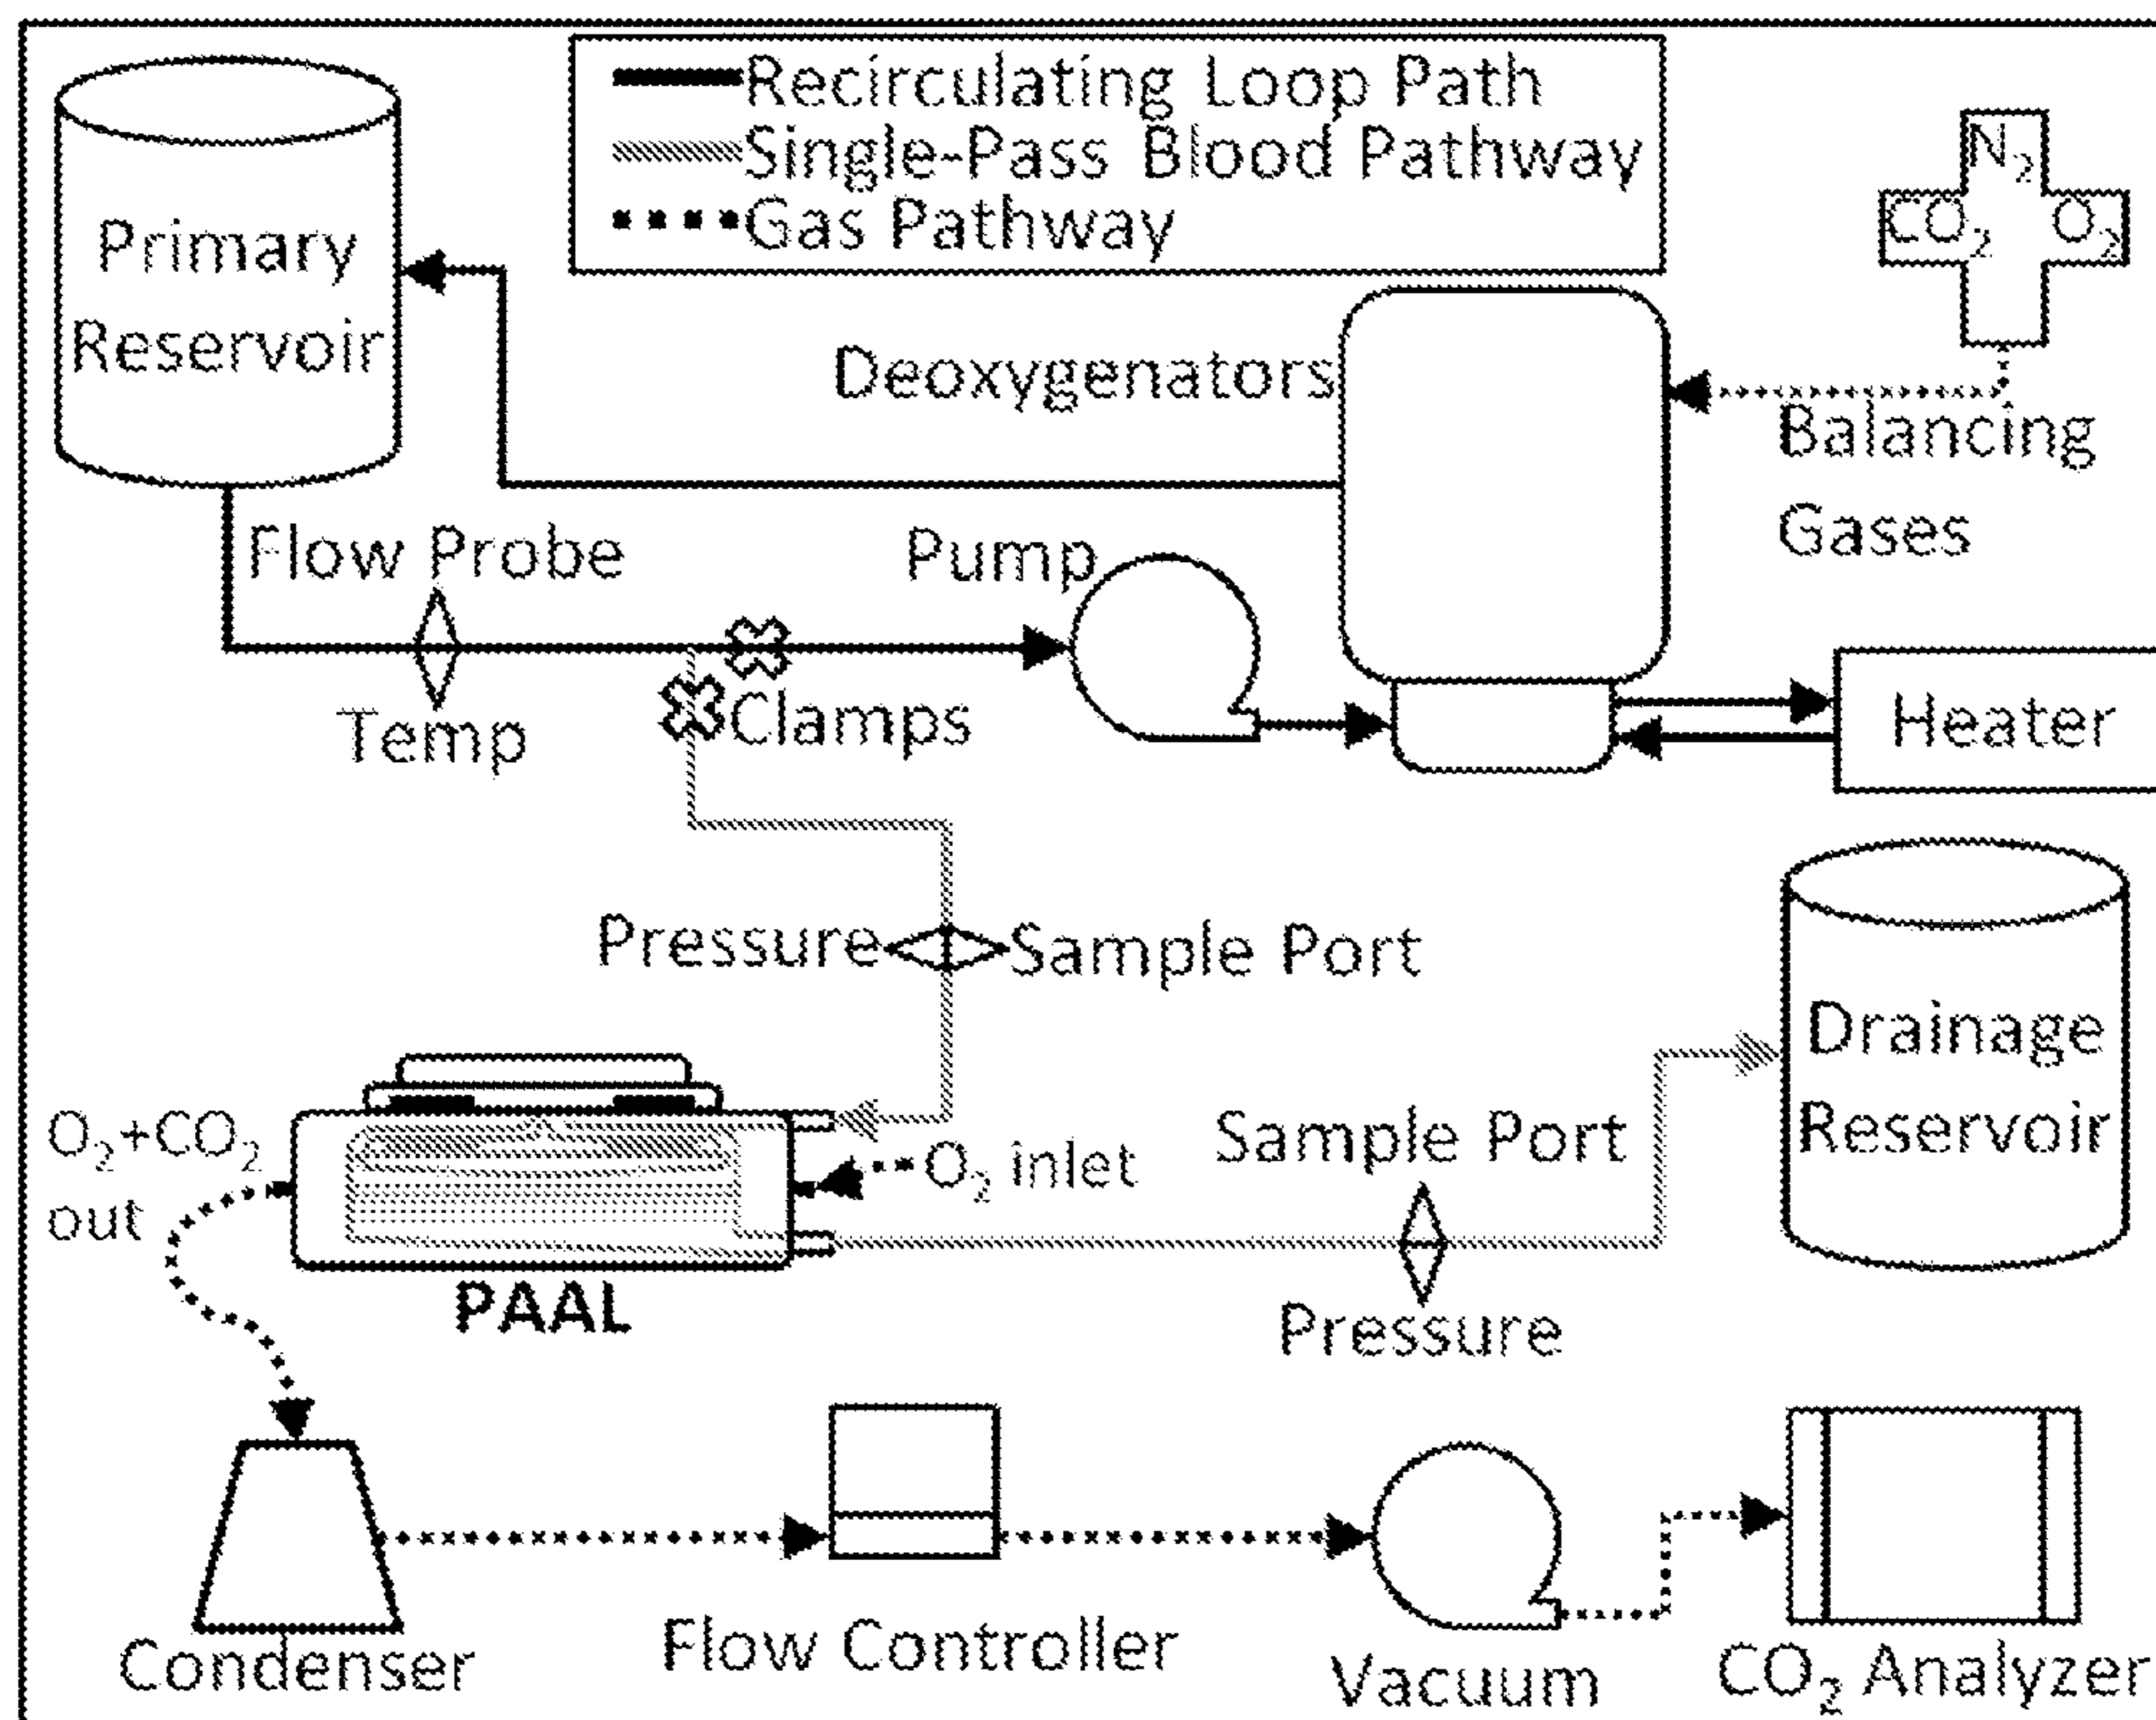 Recirculating Loop Path
Single-Pass Blood Pathway
Gas Pathway
Primary
Reservoir
N₂
CO₂ O₂
Deoxygenators
Balancing
Gases
Flow Probe
Pump
Temp
Clamps
Heater
Pressure
Sample Port
Drainage
Reservoir
O₂+CO₂
out
O₂ inlet
Sample Port
PAAL
Pressure
Condenser
Flow Controller
Vacuum
CO₂ Analyzer